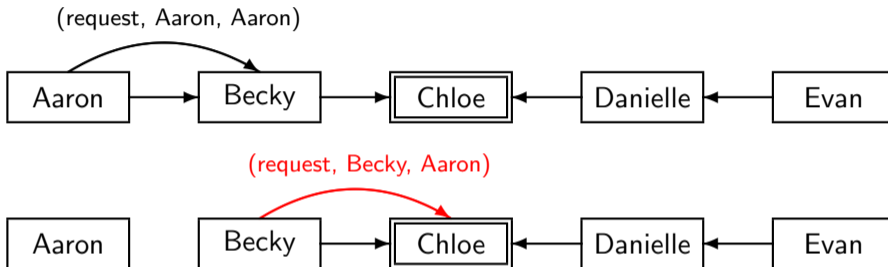 (request, Aaron, Aaron)
Aaron Becky Chloe Danielle Evan
(request, Becky, Aaron)
Aaron Becky Chloe Danielle Evan